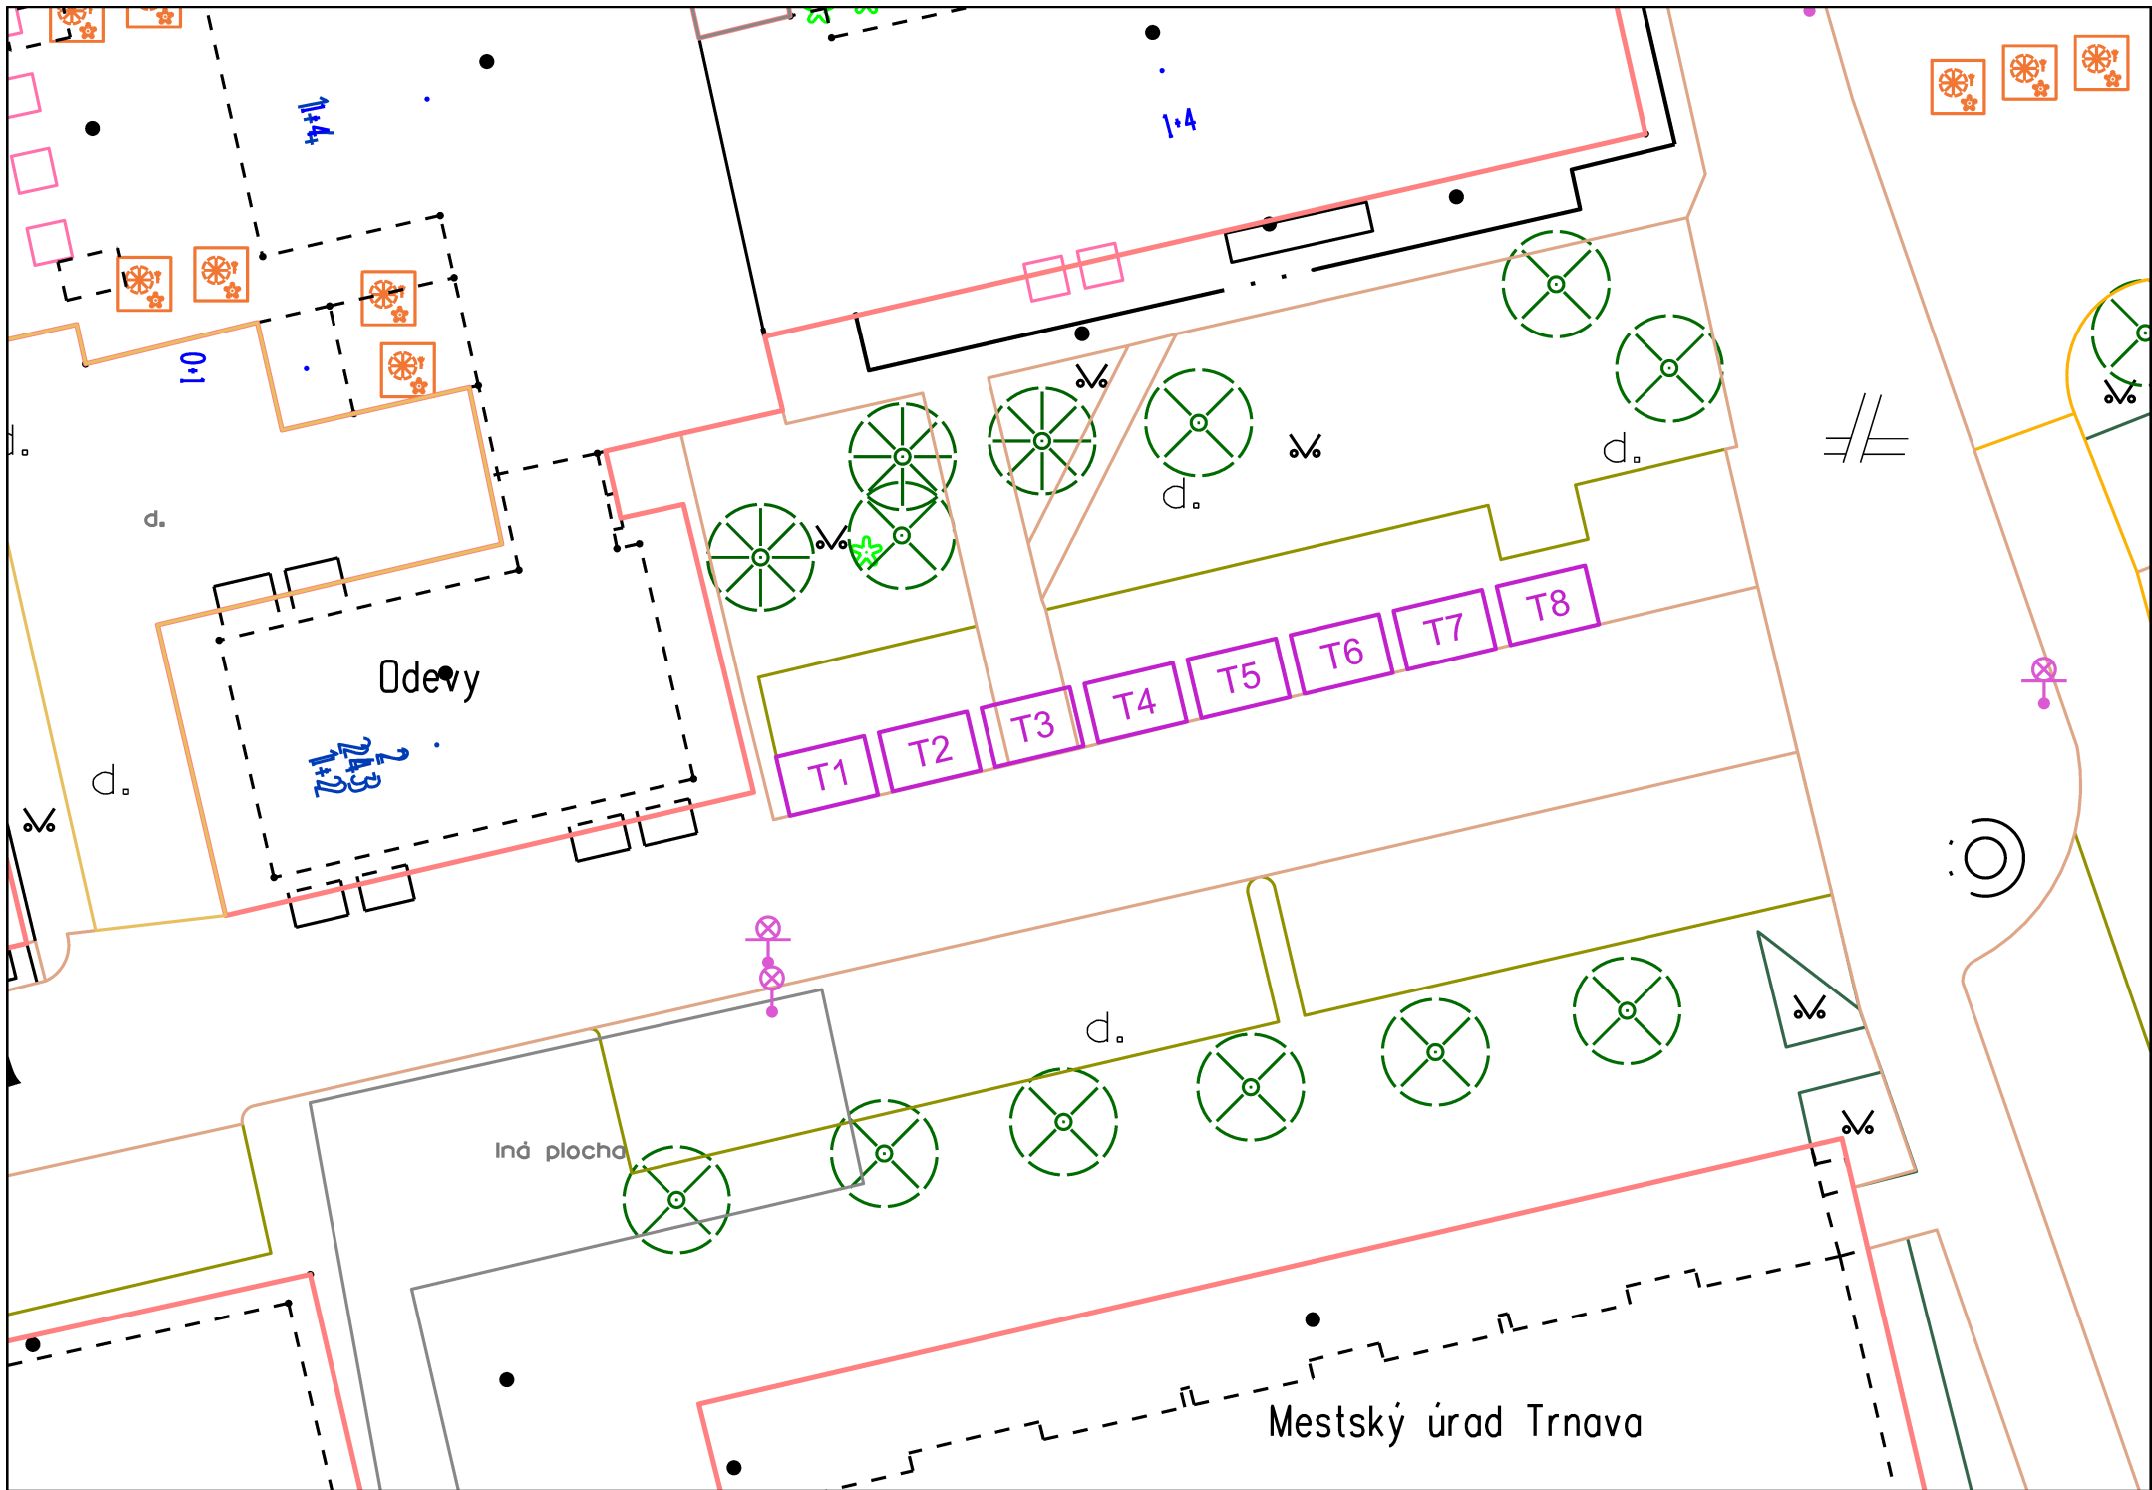 1+4
1+4
0+1
d.
d.
d.
d.
Odevy
T1 T2 T3 T4 T5 T6 T7 T8
d.
d.
Iná plocha
Mestský úrad Trnava